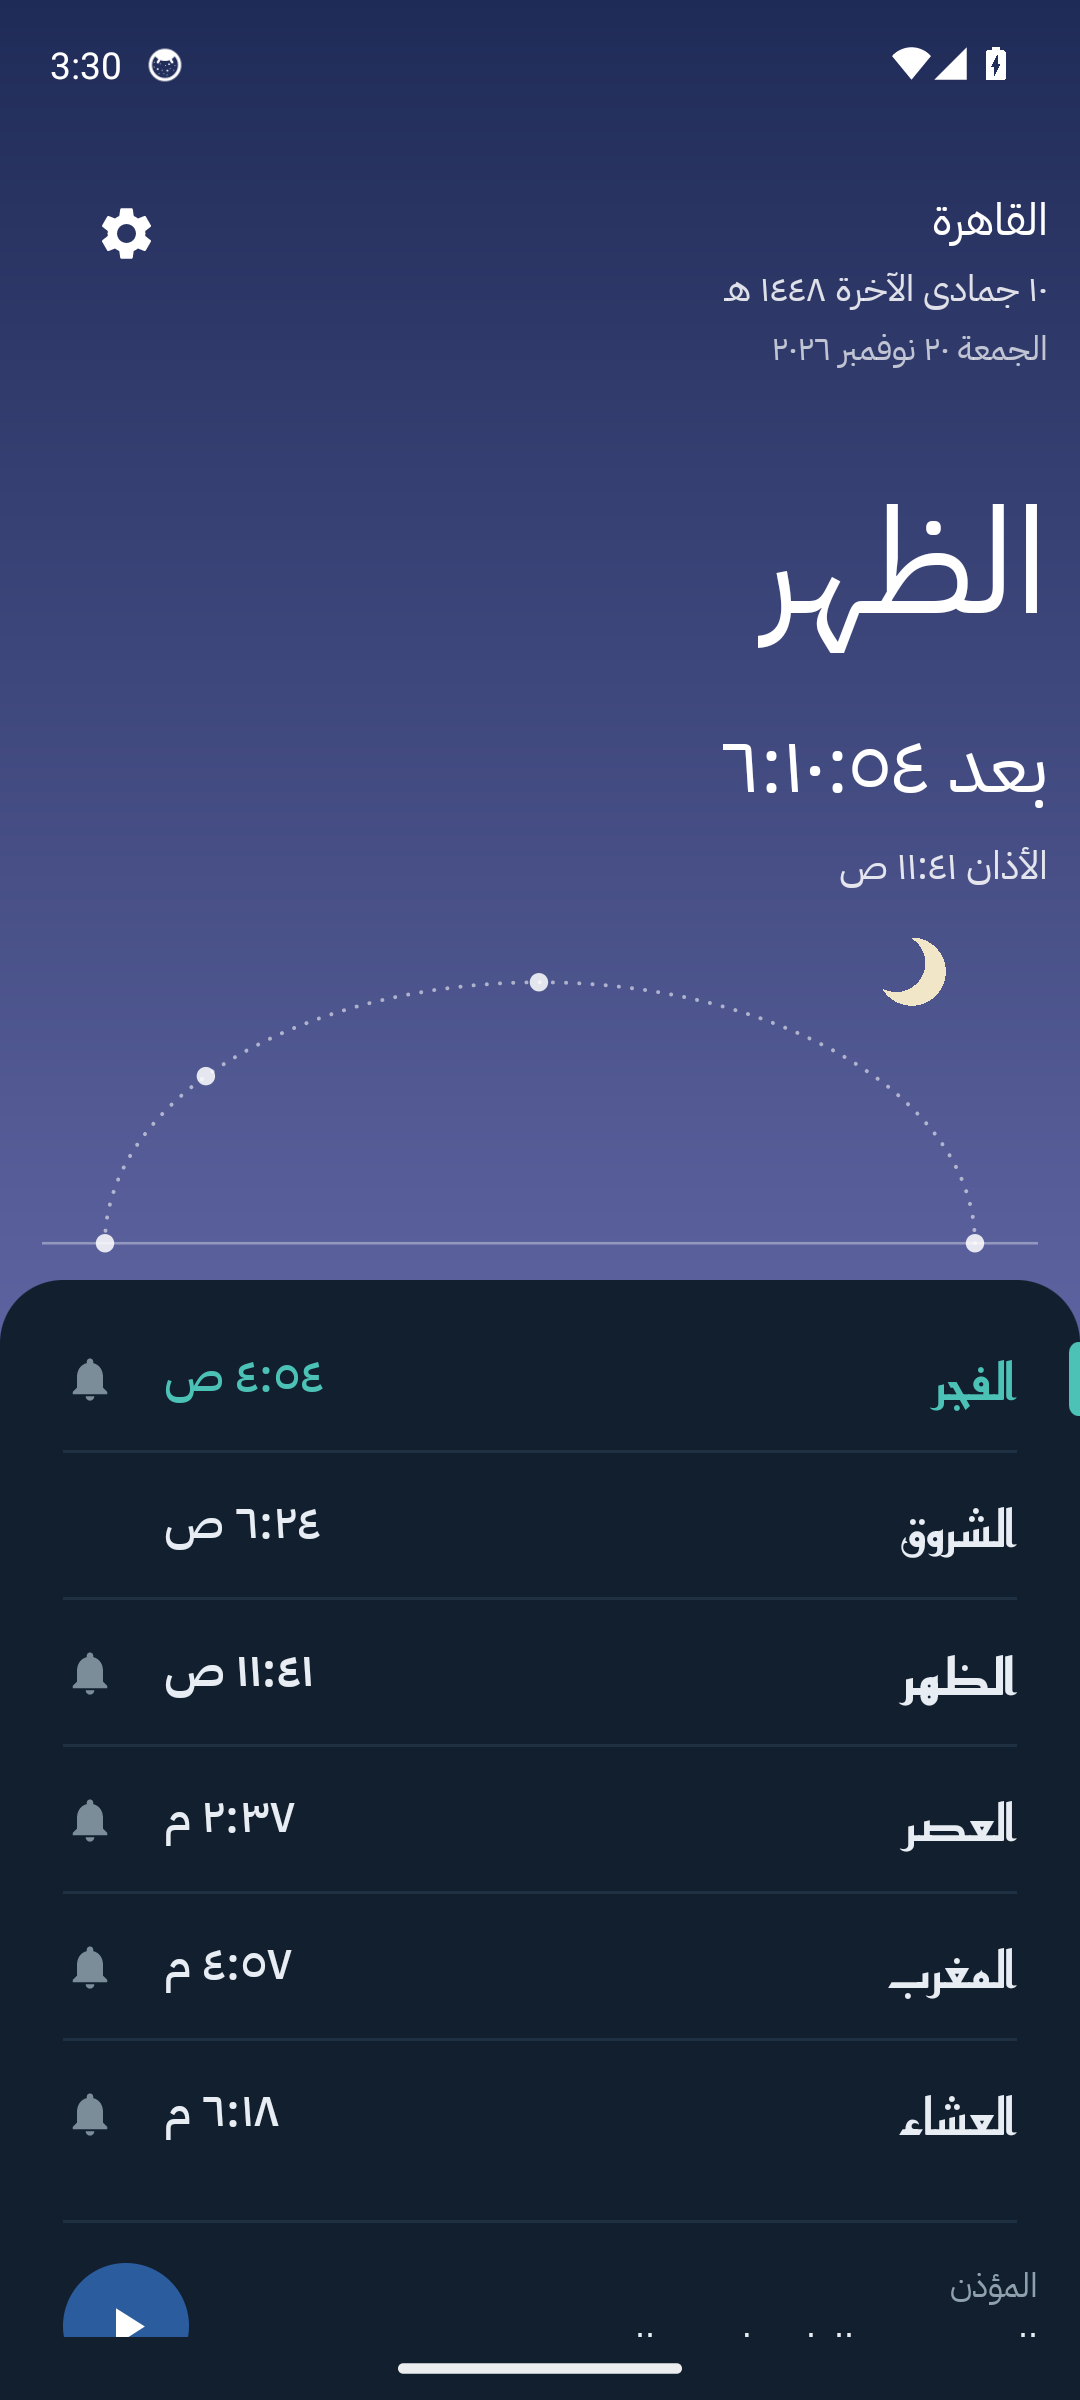 3:30
القاهرة
١٠ جمادى الآخرة ١٤٤٨ هـ
الجمعة ٢٠ نوفمبر ٢٠٢٦
الظهر
بعد ٦:١٠:٥٤
الأذان ١١:٤١ ص
الفجر ٤:٥٤ ص
الشروق ٦:٢٤ ص
الظهر ١١:٤١ ص
العصر ٢:٣٧ م
المغرب ٤:٥٧ م
العشاء ٦:١٨ م
المؤذن